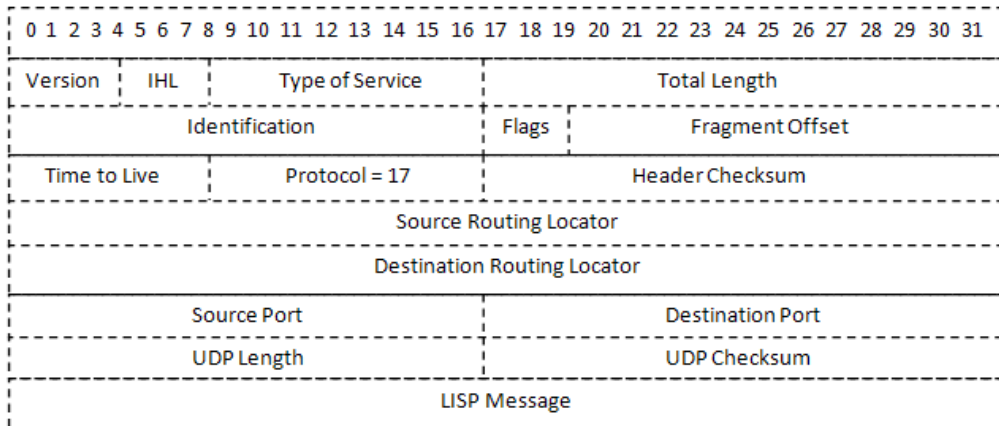 0 1 2 3 4 5 6 7 8 9 10 11 12 13 14 15 16 17 18 19 20 21 22 23 24 25 26 27 28 29 30 31
Version IHL Type of Service Total Length
Identification Flags Fragment Offset
Time to Live Protocol = 17 Header Checksum
Source Routing Locator
Destination Routing Locator
Source Port Destination Port
UDP Length UDP Checksum
LISP Message